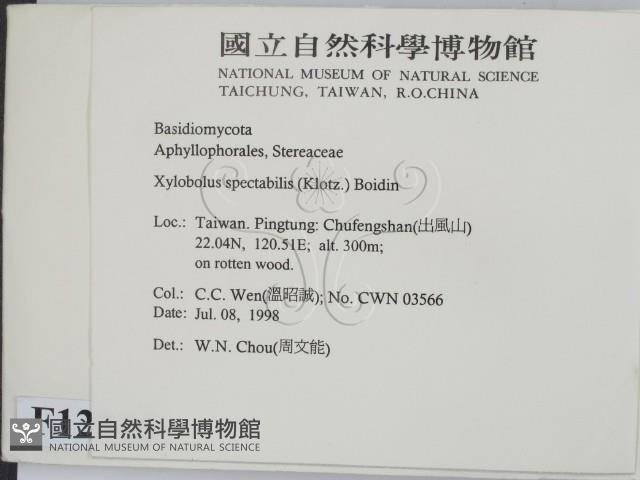 國立自然科學博物館
NATIONAL MUSEUM OF NATURAL SCIENCE
TAICHUNG, TAIWAN, R.O.CHINA
Basidiomycota
Aphyllophorales, Stereaceae
Xylobolus spectabilis (Klotz.) Boidin
Loc.: Taiwan. Pingtung: Chufengshan(出風山)
22.04N, 120.51E; alt. 300m;
on rotten wood.
Col.: C.C. Wen(溫昭誠); No. CWN 03566
Date: Jul. 08, 1998
Det.: W.N. Chou(周文能)
F12
國立自然科學博物館
NATIONAL MUSEUM OF NATURAL SCIENCE